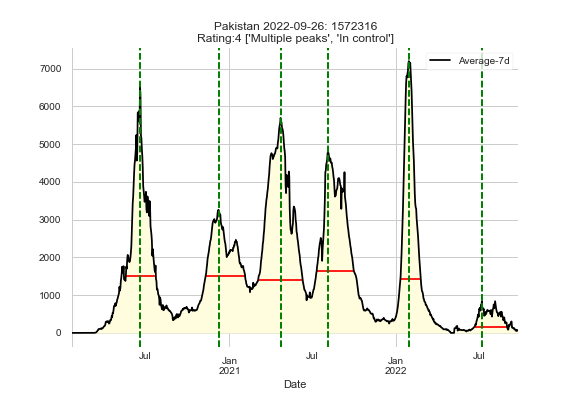 Pakistan 2022-09-26: 1572316
Rating:4 ['Multiple peaks', 'In control']
Average-7d
7000
6000
5000
4000
3000
2000
1000
0
Jul
Jan
2021
Jul
Jan
2022
Jul
Date